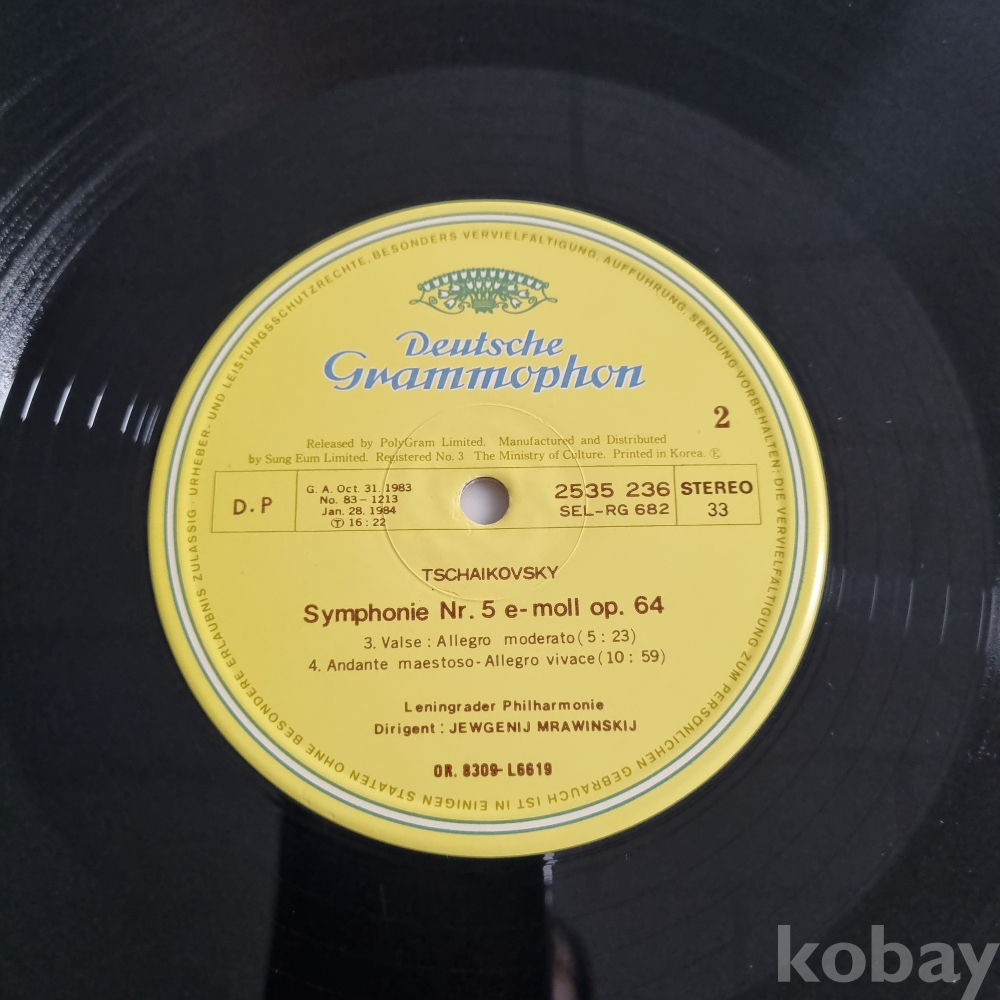 URHEBER- UND LEISTUNGSSCHUTZRECHTE, BESONDERS VERVIELFÄLTIGUNG, AUFFÜHRUNG, SENDUNG VORBEHALTEN: DIE VERVIELFÄLTIGUNG ZUM PERSÖNLICHEN GEBRAUCH IST IN EINIGEN STAATEN OHNE BESONDERE ERLAUBNIS ZULÄSSIG ·
Deutsche
Grammophon
2
Released by PolyGram Limited. Manufactured and Distributed
by Sung Eum Limited. Registered No. 3 The Ministry of Culture. Printed in Korea. Ⓔ
D.P
G. A. Oct. 31. 1983
No. 83-1213
Jan. 28. 1984
Ⓣ 16:22
2535 236
SEL-RG 682
STEREO
33
TSCHAIKOVSKY
Symphonie Nr. 5 e-moll op. 64
3. Valse : Allegro moderato (5 : 23)
4. Andante maestoso-Allegro vivace (10 : 59)
Leningrader Philharmonie
Dirigent : JEWGENIJ MRAWINSKIJ
OR. 8309-L6619
kobay